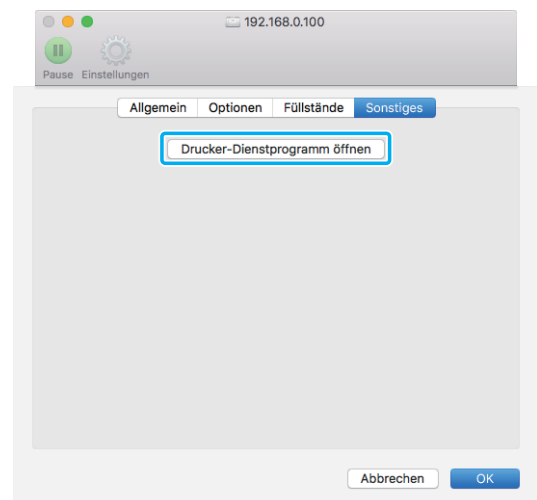 192.168.0.100
Pause Einstellungen
Allgemein Optionen Füllstände Sonstiges
Drucker-Dienstprogramm öffnen
Abbrechen OK